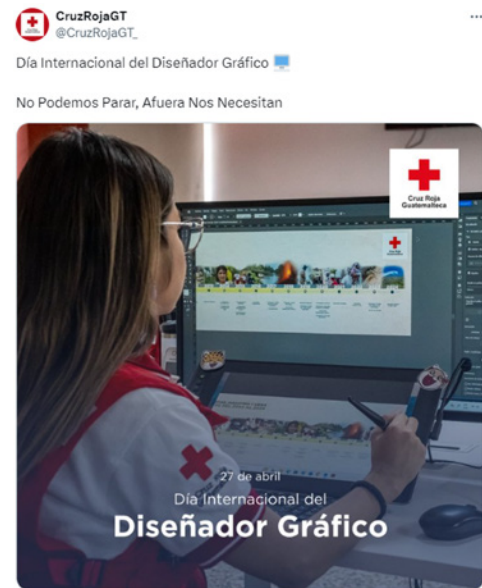 CruzRojaGT
@CruzRojaGT_
Día Internacional del Diseñador Gráfico
No Podemos Parar, Afuera Nos Necesitan
Cruz Roja
Guatemalteca
27 de abril
Día Internacional del
Diseñador Gráfico